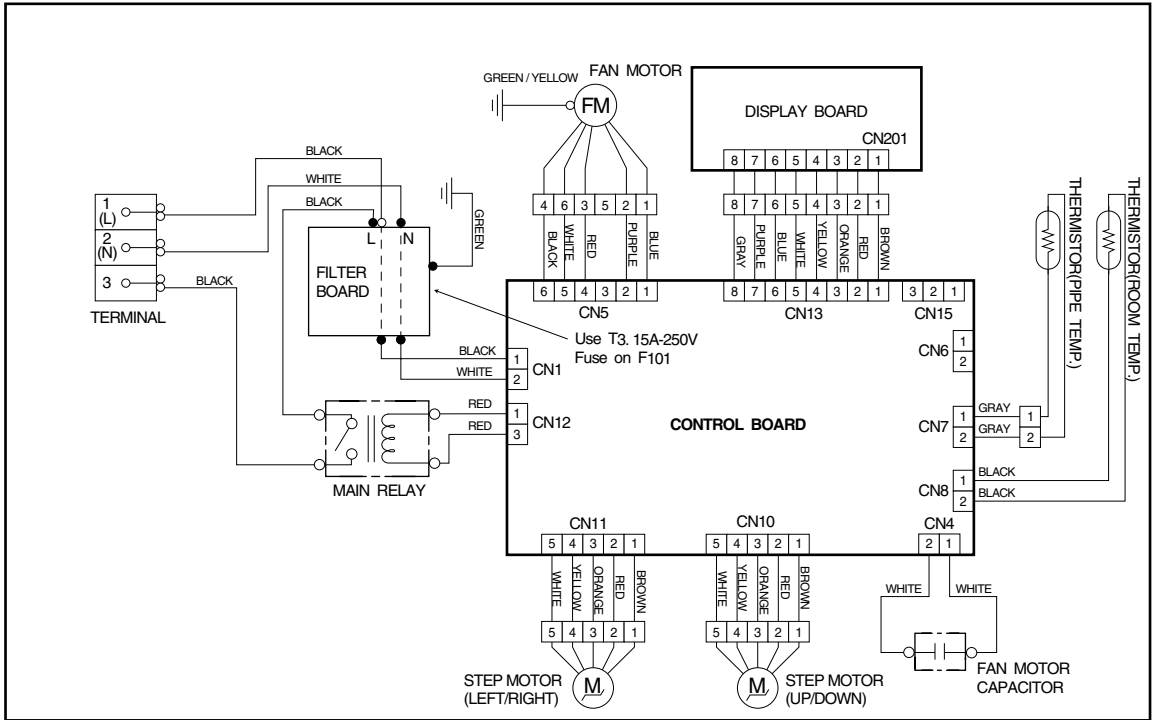 GREEN / YELLOW
FAN MOTOR
FM
DISPLAY BOARD
CN201
8 7 6 5 4 3 2 1
BLACK
WHITE
BLACK
1
(L)
2
(N)
3
BLACK
TERMINAL
L N
FILTER
BOARD
GREEN
4 6 3 5 2 1
BLACK
WHITE
RED
PURPLE
BLUE
6 5 4 3 2 1
CN5
8 7 6 5 4 3 2 1
GRAY
PURPLE
BLUE
WHITE
YELLOW
ORANGE
RED
BROWN
8 7 6 5 4 3 2 1
CN13
3 2 1
CN15
THERMISTOR(PIPE TEMP.)
THERMISTOR(ROOM TEMP.)
Use T3. 15A-250V
Fuse on F101
BLACK
WHITE
1
2
CN1
RED
RED
1
3
CN12
MAIN RELAY
CONTROL BOARD
CN6
1
2
CN7
1
2
GRAY
GRAY
1
2
CN8
1
2
BLACK
BLACK
CN11
5 4 3 2 1
WHITE
YELLOW
ORANGE
RED
BROWN
5 4 3 2 1
STEP MOTOR
(LEFT/RIGHT)
M
CN10
5 4 3 2 1
WHITE
YELLOW
ORANGE
RED
BROWN
5 4 3 2 1
M
STEP MOTOR
(UP/DOWN)
CN4
2 1
WHITE
WHITE
FAN MOTOR
CAPACITOR